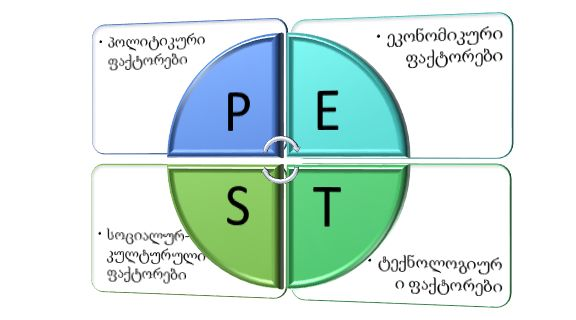 • პოლიტიკური
ფაქტორები
• ეკონომიკური
ფაქტორები
P
E
S
T
• სოციალურ-
კულტურული
ფაქტორები
• ტექნოლოგიურ
ი ფაქტორები